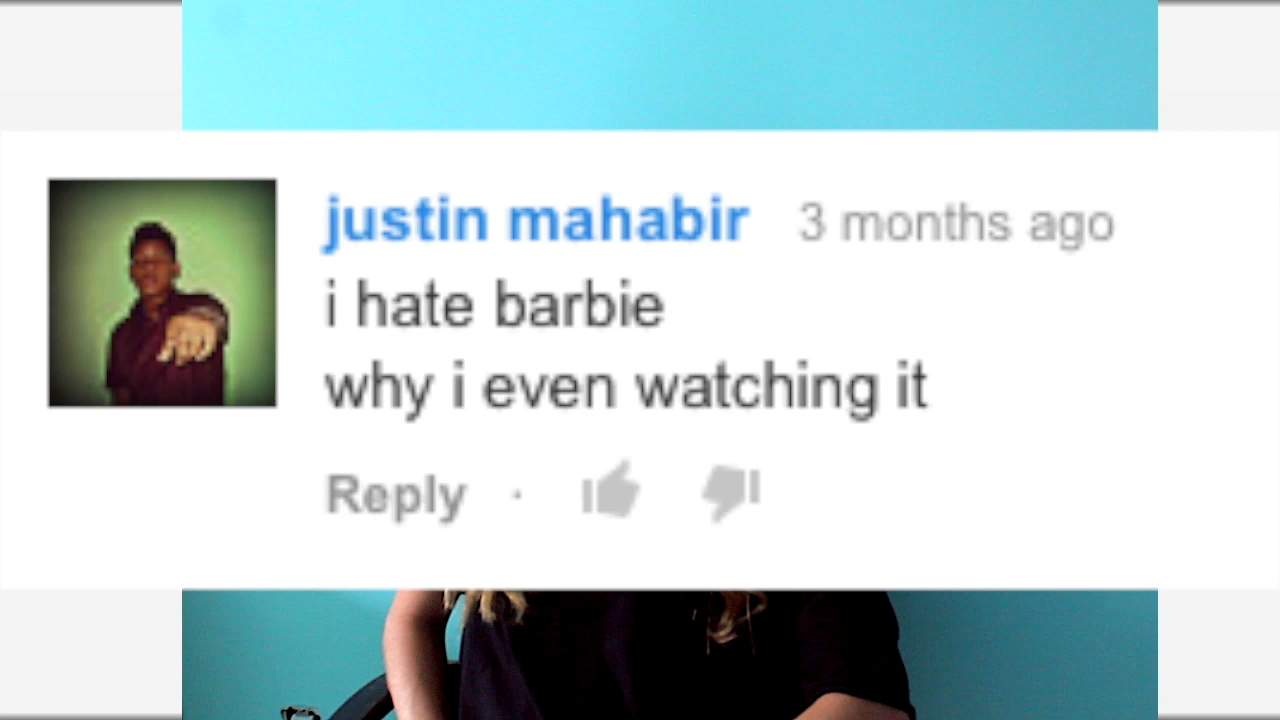 justin mahabir 3 months ago
i hate barbie
why i even watching it
Reply ·